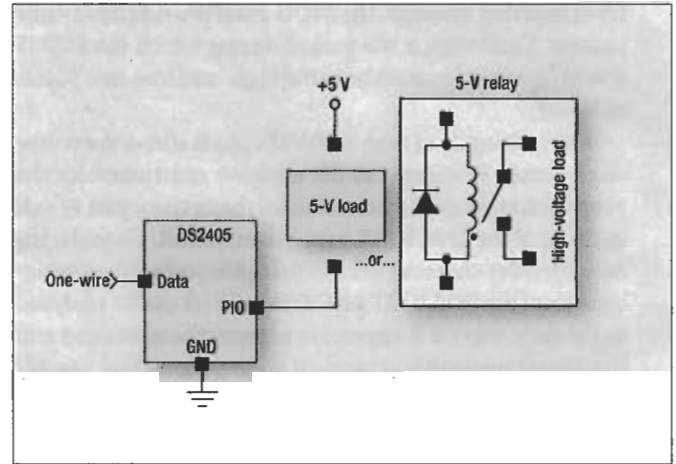 +5 V
5-V relay
5-V load
High-voltage load
DS2405
...or...
One-wire
Data
PIO
GND